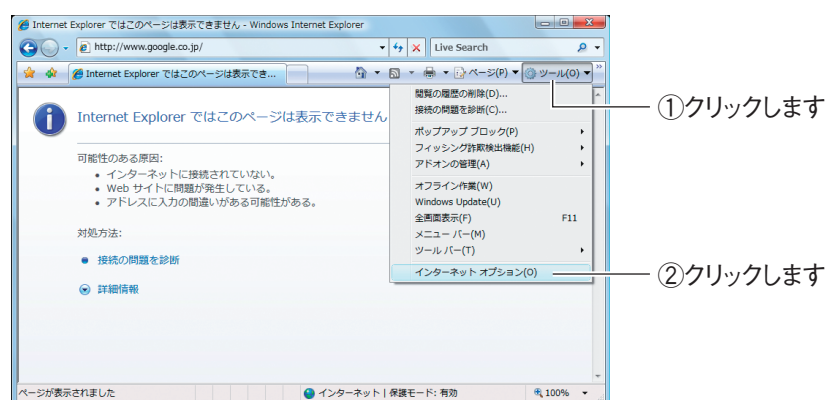 Internet Explorer ではこのページは表示できません - Windows Internet Explorer
http://www.google.co.jp/
Live Search
Internet Explorer ではこのページは表示でき...
ページ(P)
ツール(O)
①クリックします
Internet Explorer ではこのページは表示できません
可能性のある原因:
• インターネットに接続されていない。
• Web サイトに問題が発生している。
• アドレスに入力の間違いがある可能性がある。
対処方法:
接続の問題を診断
詳細情報
閲覧の履歴の削除(D)...
接続の問題を診断(C)...
ポップアップ ブロック(P)
フィッシング詐欺検出機能(H)
アドオンの管理(A)
オフライン作業(W)
Windows Update(U)
全画面表示(F) F11
メニュー バー(M)
ツール バー(T)
インターネット オプション(O)
②クリックします
ページが表示されました
インターネット | 保護モード: 有効
100%